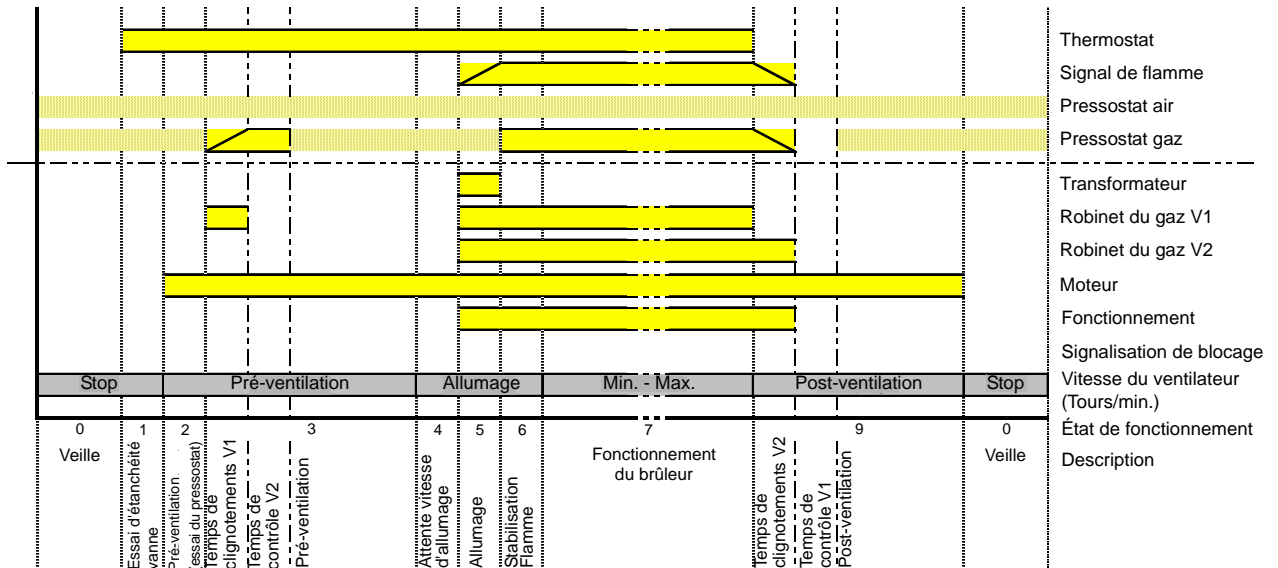 Thermostat
Signal de flamme
Pressostat air
Pressostat gaz
Transformateur
Robinet du gaz V1
Robinet du gaz V2
Moteur
Fonctionnement
Signalisation de blocage
Stop Pré-ventilation Allumage Min. - Max. Post-ventilation Stop
Vitesse du ventilateur
(Tours/min.)
0 1 2 3 4 5 6 7 9 0
État de fonctionnement
Veille
Essai d'étanchéité
vanne
Pré-ventilation
(essai du pressostat)
Temps de
clignotements V1
Temps de
contrôle V2
Pré-ventilation
Attente vitesse
d'allumage
Allumage
Stabilisation
Flamme
Fonctionnement
du brûleur
Temps de
clignotements V2
Temps de
contrôle V1
Post-ventilation
Veille
Description